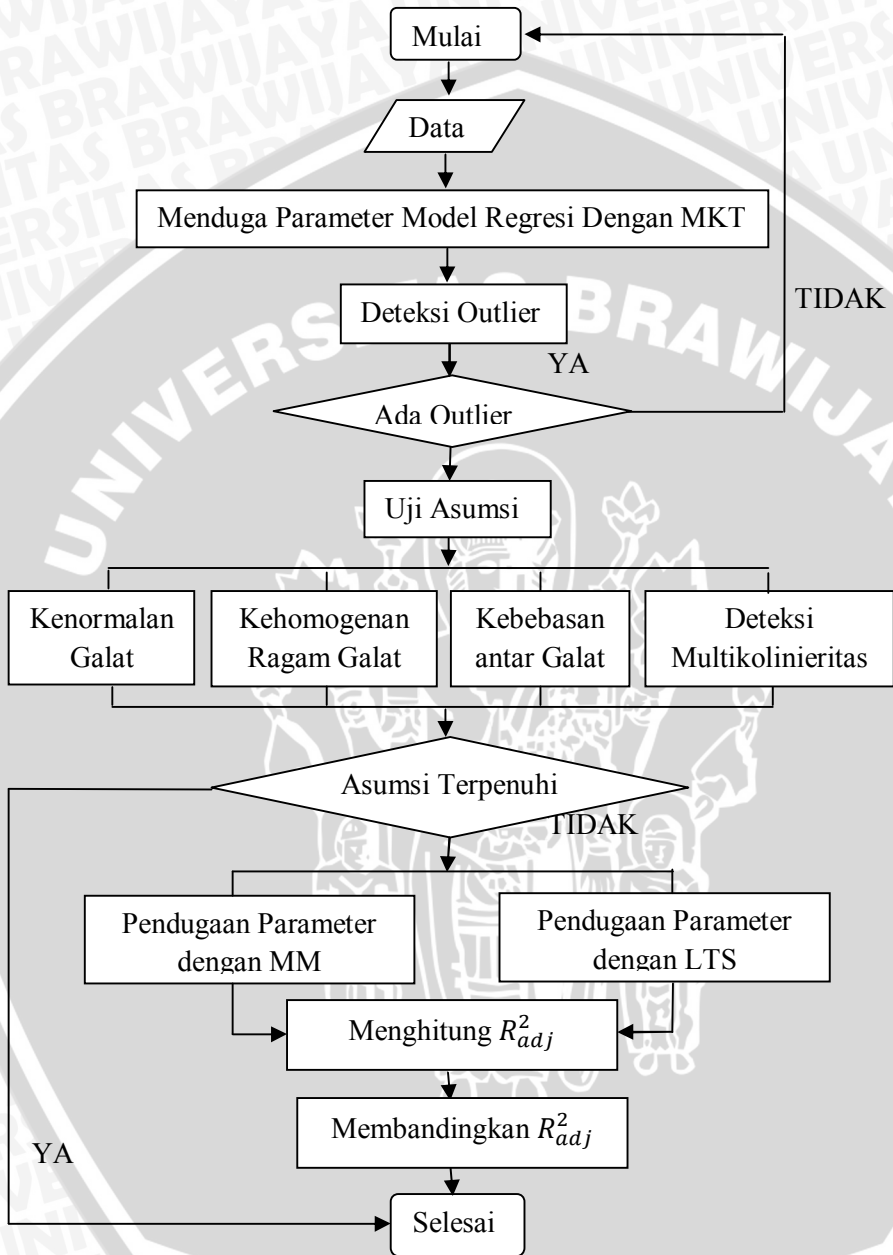 Mulai
Data
Menduga Parameter Model Regresi Dengan MKT
Deteksi Outlier
TIDAK
YA
Ada Outlier
Uji Asumsi
Kenormalan
Galat
Kehomogenan
Ragam Galat
Kebebasan
antar Galat
Deteksi
Multikolinieritas
Asumsi Terpenuhi
TIDAK
Pendugaan Parameter
dengan MM
Pendugaan Parameter
dengan LTS
Menghitung $R^2_{adj}$
Membandingkan $R^2_{adj}$
YA
Selesai
UNIVERSITAS BRAWIJAYA